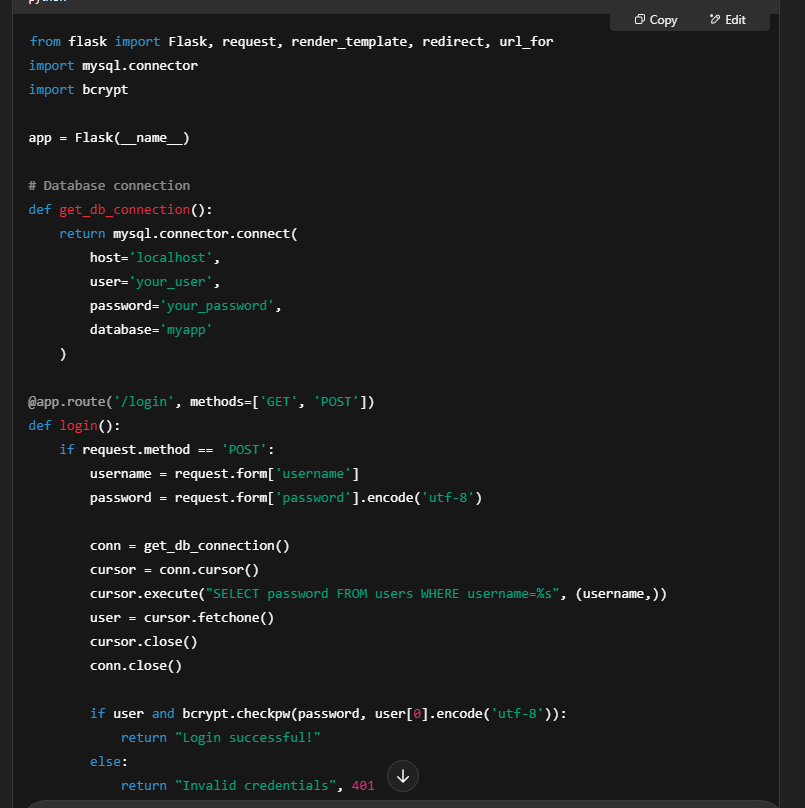 python
Copy Edit
from flask import Flask, request, render_template, redirect, url_for
import mysql.connector
import bcrypt

app = Flask(__name__)

# Database connection
def get_db_connection():
    return mysql.connector.connect(
        host='localhost',
        user='your_user',
        password='your_password',
        database='myapp'
    )

@app.route('/login', methods=['GET', 'POST'])
def login():
    if request.method == 'POST':
        username = request.form['username']
        password = request.form['password'].encode('utf-8')

        conn = get_db_connection()
        cursor = conn.cursor()
        cursor.execute("SELECT password FROM users WHERE username=%s", (username,))
        user = cursor.fetchone()
        cursor.close()
        conn.close()

        if user and bcrypt.checkpw(password, user[0].encode('utf-8')):
            return "Login successful!"
        else:
            return "Invalid credentials", 401